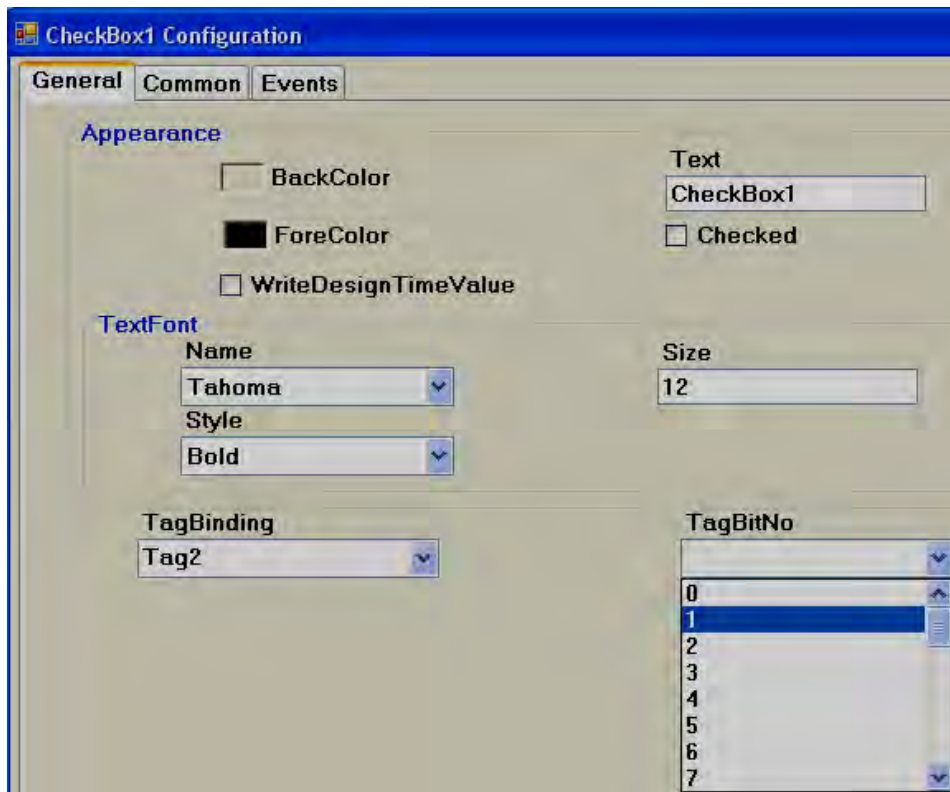 CheckBox1 Configuration
General Common Events
Appearance
BackColor
Text
CheckBox1
ForeColor
Checked
WriteDesignTimeValue
TextFont
Name
Size
Tahoma
12
Style
Bold
TagBinding
TagBitNo
Tag2
0
1
2
3
4
5
6
7